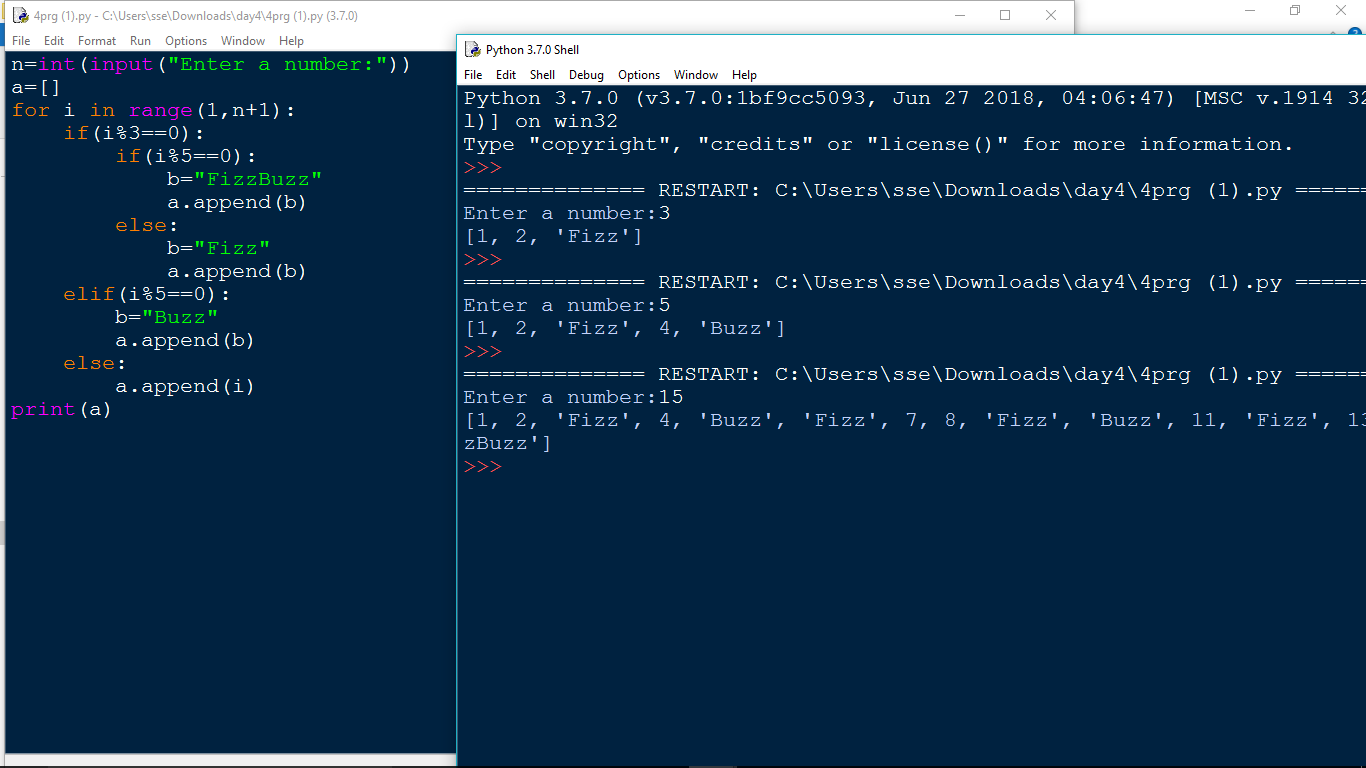 4prg (1).py - C:\Users\sse\Downloads\day4\4prg (1).py (3.7.0)
File Edit Format Run Options Window Help
n=int(input("Enter a number:"))
a=[]
for i in range(1,n+1):
    if(i%3==0):
        if(i%5==0):
            b="FizzBuzz"
            a.append(b)
        else:
            b="Fizz"
            a.append(b)
    elif(i%5==0):
        b="Buzz"
        a.append(b)
    else:
        a.append(i)
print(a)
Python 3.7.0 Shell
File Edit Shell Debug Options Window Help
Python 3.7.0 (v3.7.0:1bf9cc5093, Jun 27 2018, 04:06:47) [MSC v.1914 32
l)] on win32
Type "copyright", "credits" or "license()" for more information.
>>>
============== RESTART: C:\Users\sse\Downloads\day4\4prg (1).py ======
Enter a number:3
[1, 2, 'Fizz']
>>>
============== RESTART: C:\Users\sse\Downloads\day4\4prg (1).py ======
Enter a number:5
[1, 2, 'Fizz', 4, 'Buzz']
>>>
============== RESTART: C:\Users\sse\Downloads\day4\4prg (1).py ======
Enter a number:15
[1, 2, 'Fizz', 4, 'Buzz', 'Fizz', 7, 8, 'Fizz', 'Buzz', 11, 'Fizz', 13
zBuzz']
>>>